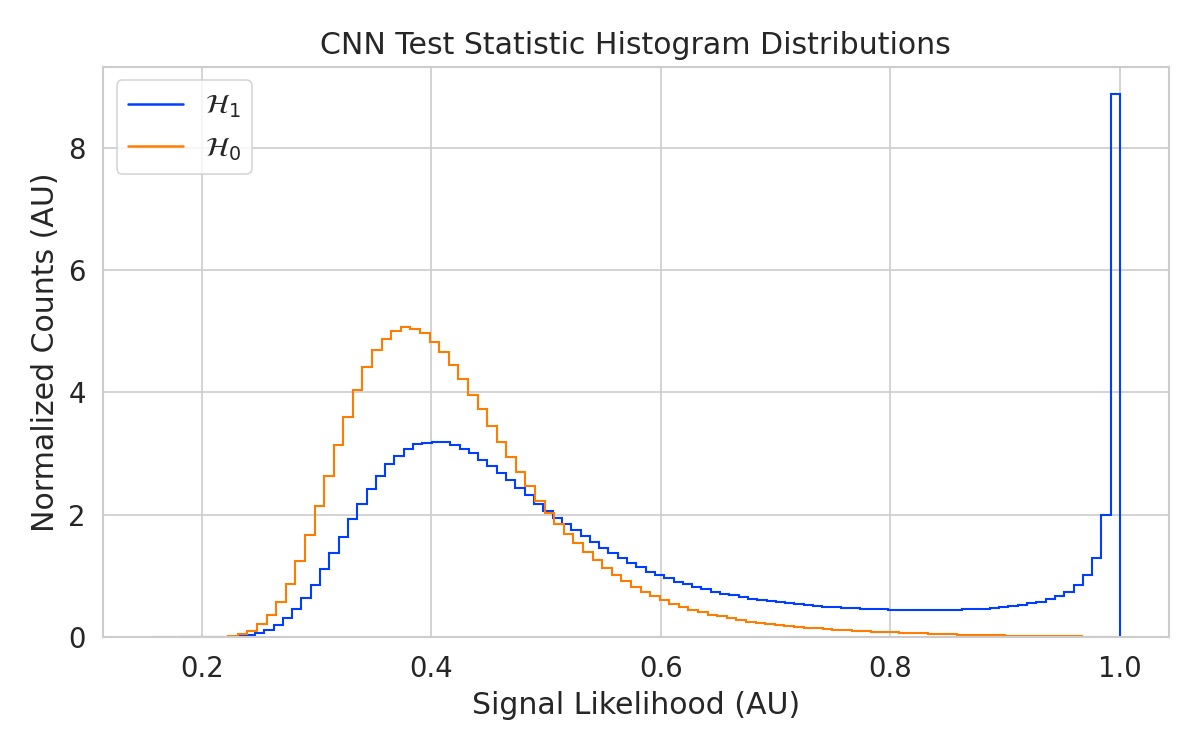 CNN Test Statistic Histogram Distributions
ℋ₁
ℋ₀
Normalized Counts (AU)
8
6
4
2
0
0.2 0.4 0.6 0.8 1.0
Signal Likelihood (AU)